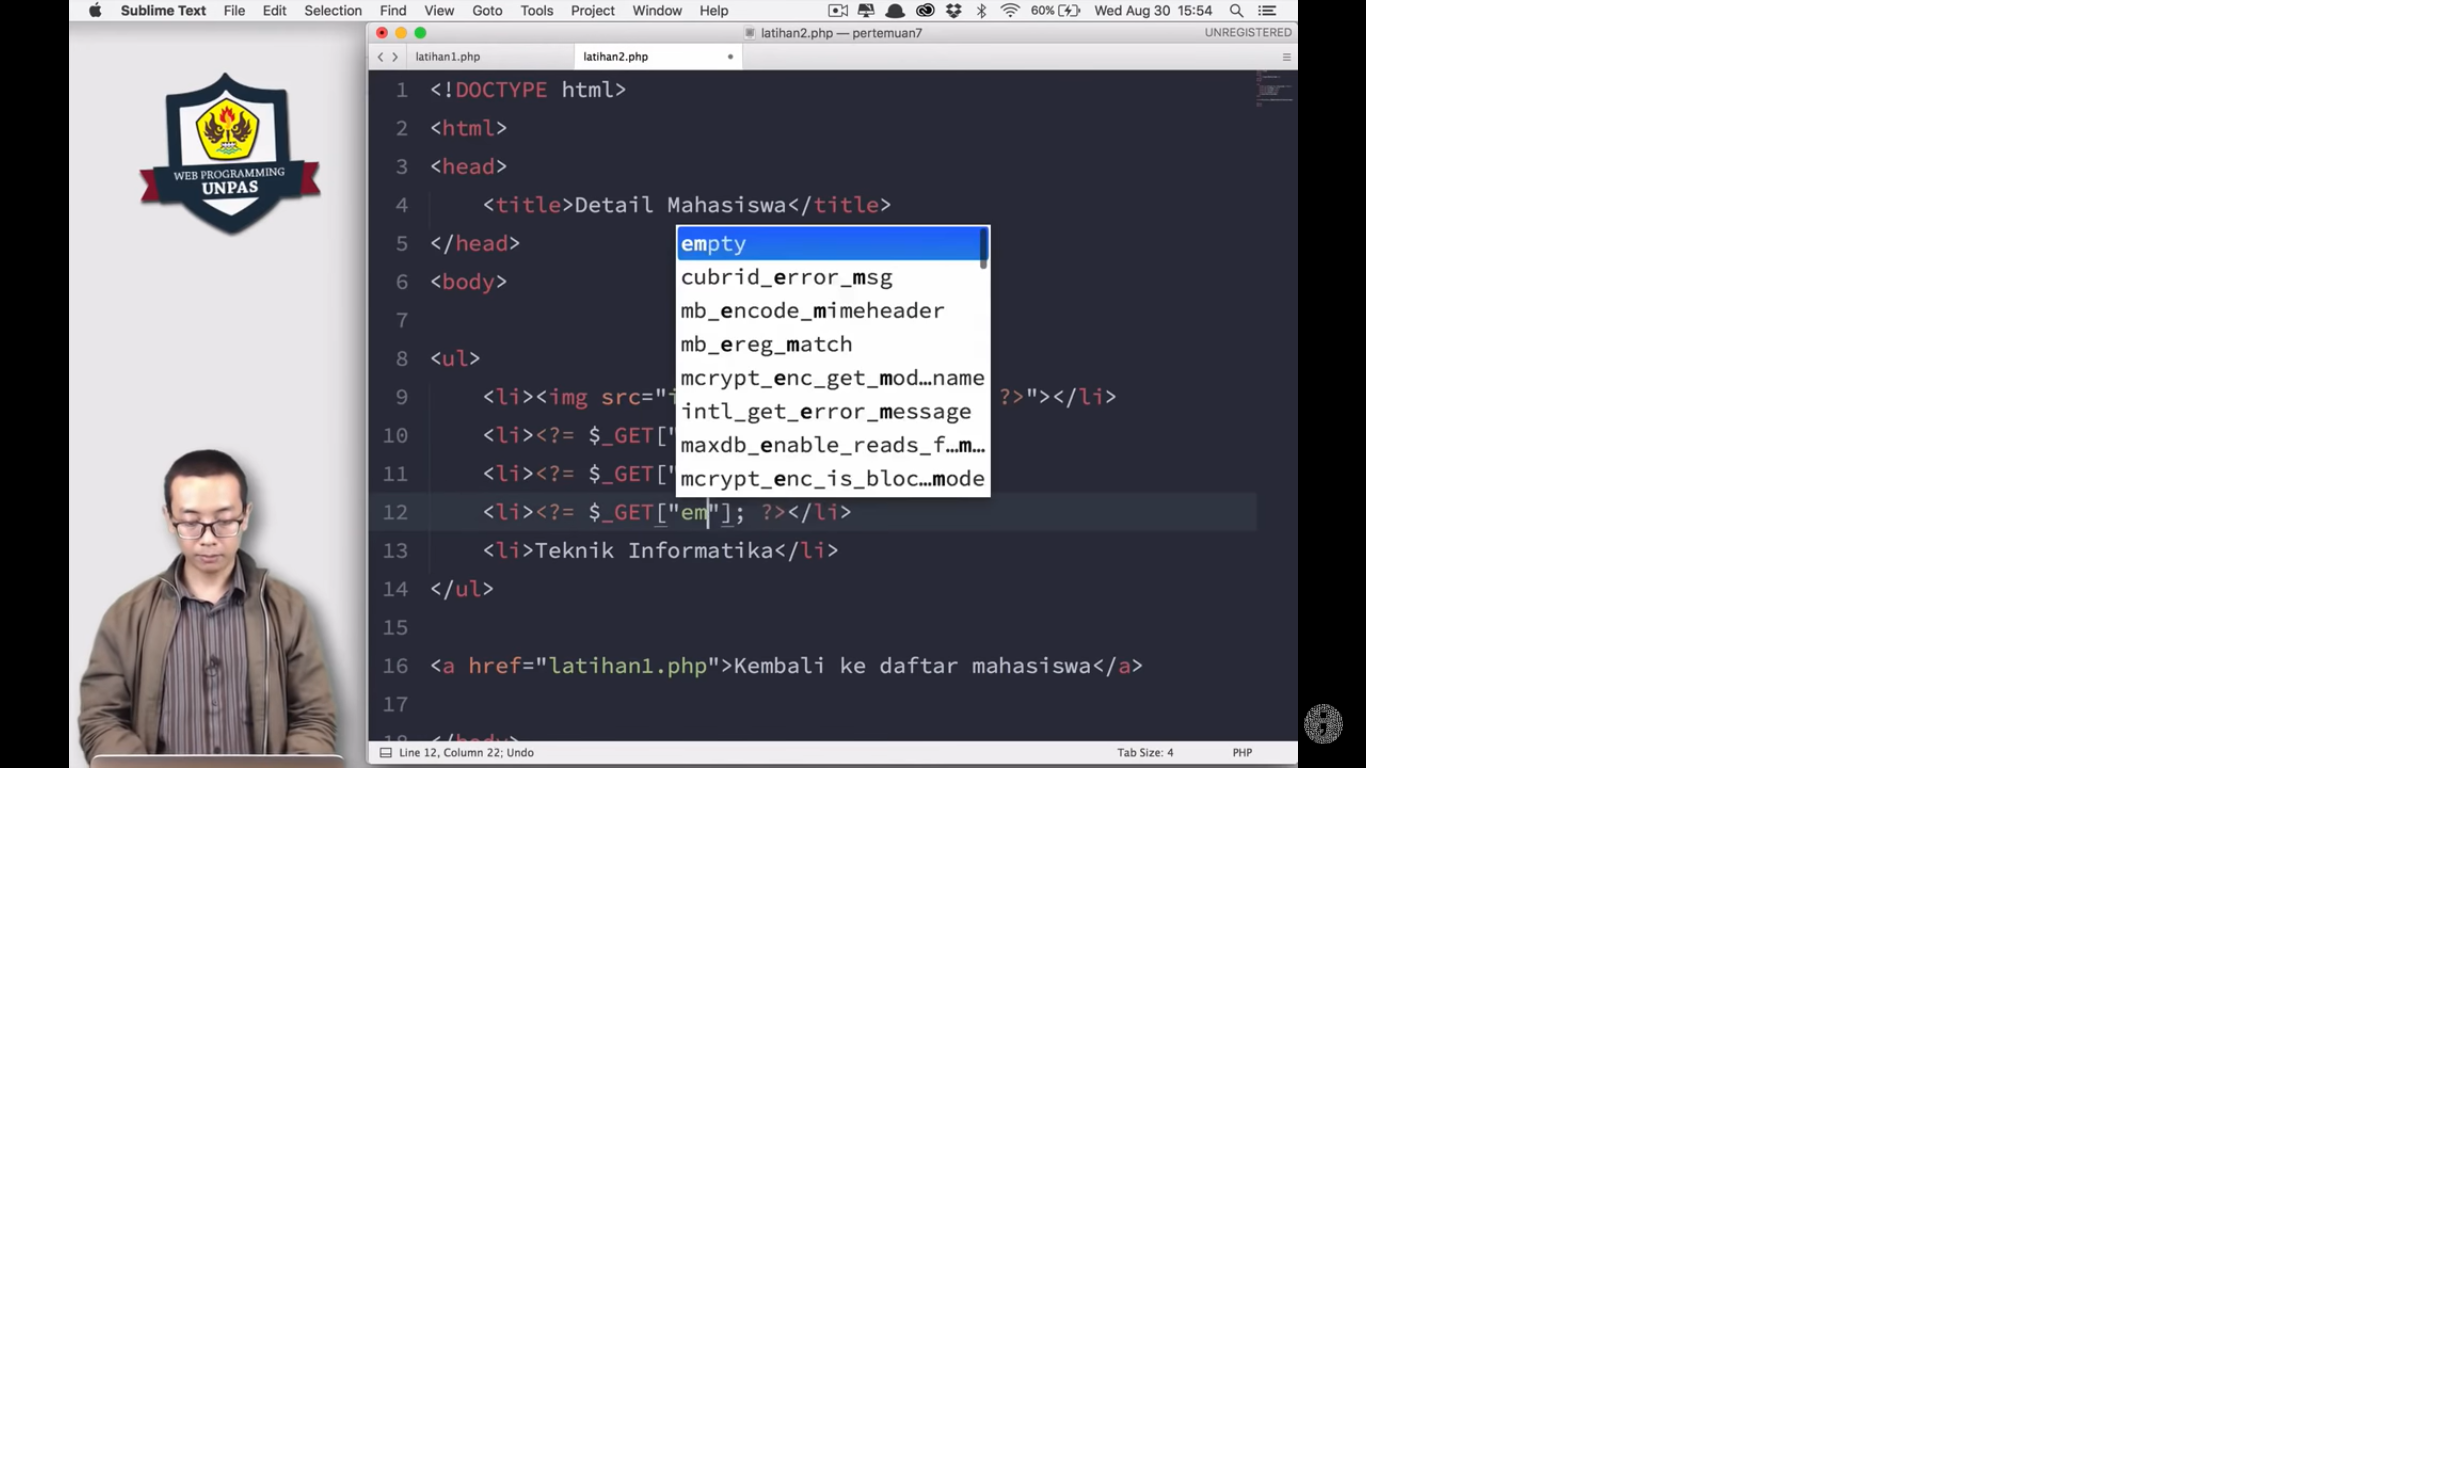 Sublime Text File Edit Selection Find View Goto Tools Project Window Help 60% Wed Aug 30 15:54
latihan2.php — pertemuan7 UNREGISTERED
latihan1.php latihan2.php
WEB PROGRAMMING
UNPAS
1 <!DOCTYPE html>
2 <html>
3 <head>
4 <title>Detail Mahasiswa</title>
5 </head>
6 <body>
7
8 <ul>
9 <li><img src="i ?>"></li>
10 <li><?= $_GET["
11 <li><?= $_GET["
12 <li><?= $_GET["em"]; ?></li>
13 <li>Teknik Informatika</li>
14 </ul>
15
16 <a href="latihan1.php">Kembali ke daftar mahasiswa</a>
17
18 </body>
empty
cubrid_error_msg
mb_encode_mimeheader
mb_ereg_match
mcrypt_enc_get_mod…name
intl_get_error_message
maxdb_enable_reads_f…m…
mcrypt_enc_is_bloc…mode
Line 12, Column 22; Undo Tab Size: 4 PHP